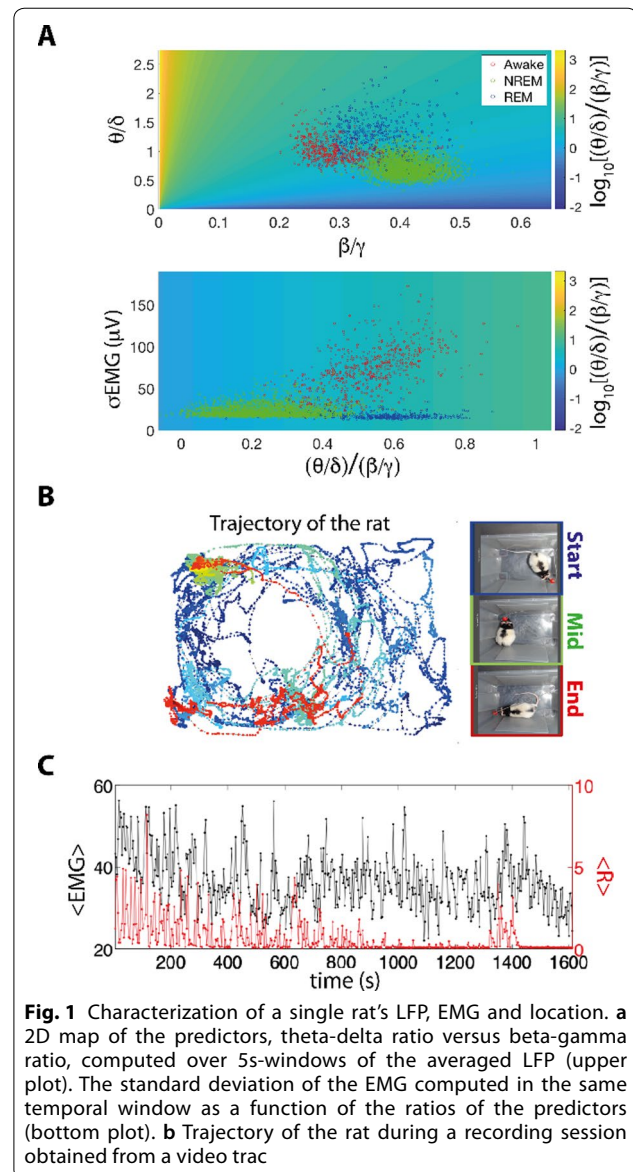 A
2.5
2
1.5
1
0.5
0
θ/δ
0
0.1
0.2
0.3
0.4
0.5
0.6
β/γ
Awake
NREM
REM
3
2
1
0
-1
-2
log10[(θ/δ)/(β/γ)]
150
100
50
0
σEMG (μV)
0
0.2
0.4
0.6
0.8
1
(θ/δ)/(β/γ)
3
2
1
0
-1
-2
log10[(θ/δ)/(β/γ)]
B
Trajectory of the rat
Start
Mid
End
C
60
40
20
<EMG>
10
5
0
<R>
200
400
600
800
1000
1200
1400
1600
time (s)
Fig. 1 Characterization of a single rat's LFP, EMG and location. a
2D map of the predictors, theta-delta ratio versus beta-gamma
ratio, computed over 5s-windows of the averaged LFP (upper
plot). The standard deviation of the EMG computed in the same
temporal window as a function of the ratios of the predictors
(bottom plot). b Trajectory of the rat during a recording session
obtained from a video trac